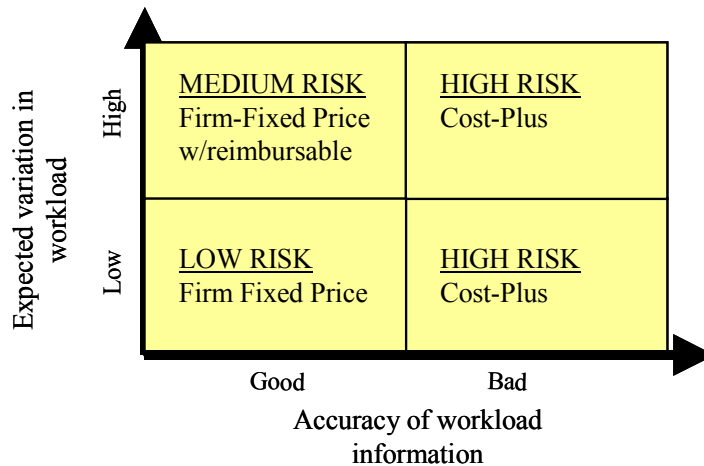 Expected variation in
workload
High
Low
MEDIUM RISK
Firm-Fixed Price
w/reimbursable
HIGH RISK
Cost-Plus
LOW RISK
Firm Fixed Price
HIGH RISK
Cost-Plus
Good
Bad
Accuracy of workload
information